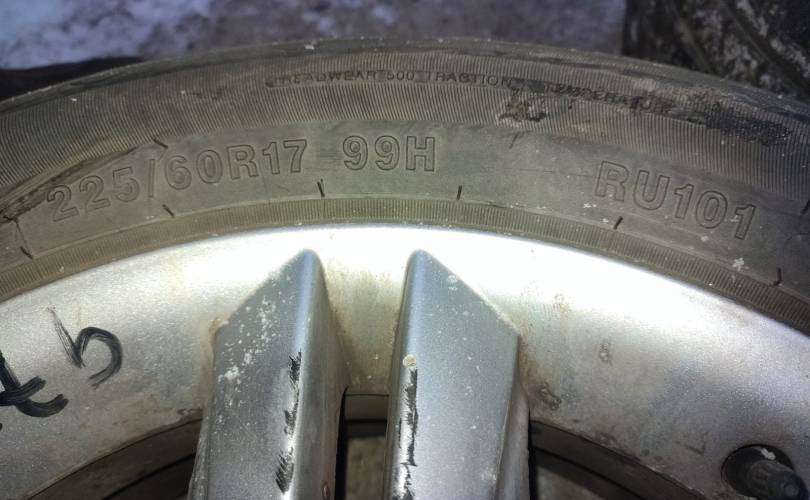 TREADWEAR 500 TRACTION TEMPERATURE
225/60R17 99H RU101